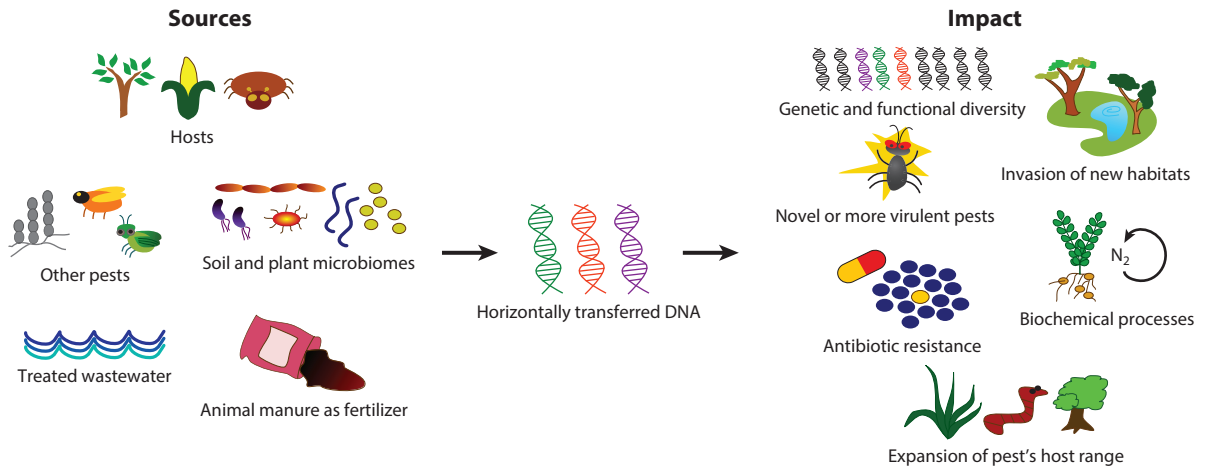 Sources
Hosts
Other pests
Soil and plant microbiomes
Treated wastewater
Animal manure as fertilizer
Horizontally transferred DNA
Impact
Genetic and functional diversity
Invasion of new habitats
Novel or more virulent pests
N₂
Biochemical processes
Antibiotic resistance
Expansion of pest's host range